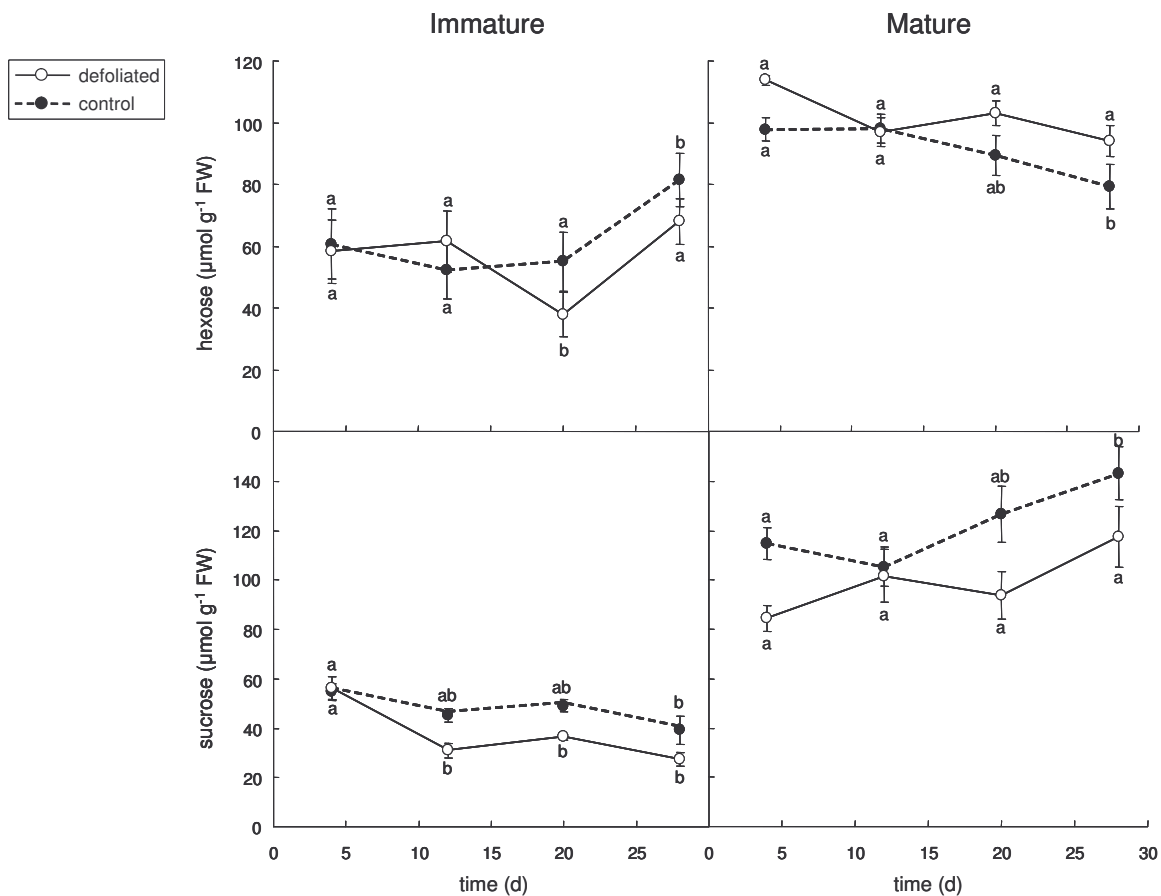 Immature
Mature
defoliated
control
hexose (µmol g⁻¹ FW)
120
100
80
60
40
20
0
a
a
a
b
a
a
b
a
a
a
a
a
a
a
ab
b
sucrose (µmol g⁻¹ FW)
140
120
100
80
60
40
20
0
a
ab
ab
b
a
b
b
b
a
a
ab
b
a
a
a
a
0
5
10
15
20
25
0
5
10
15
20
25
30
time (d)
time (d)